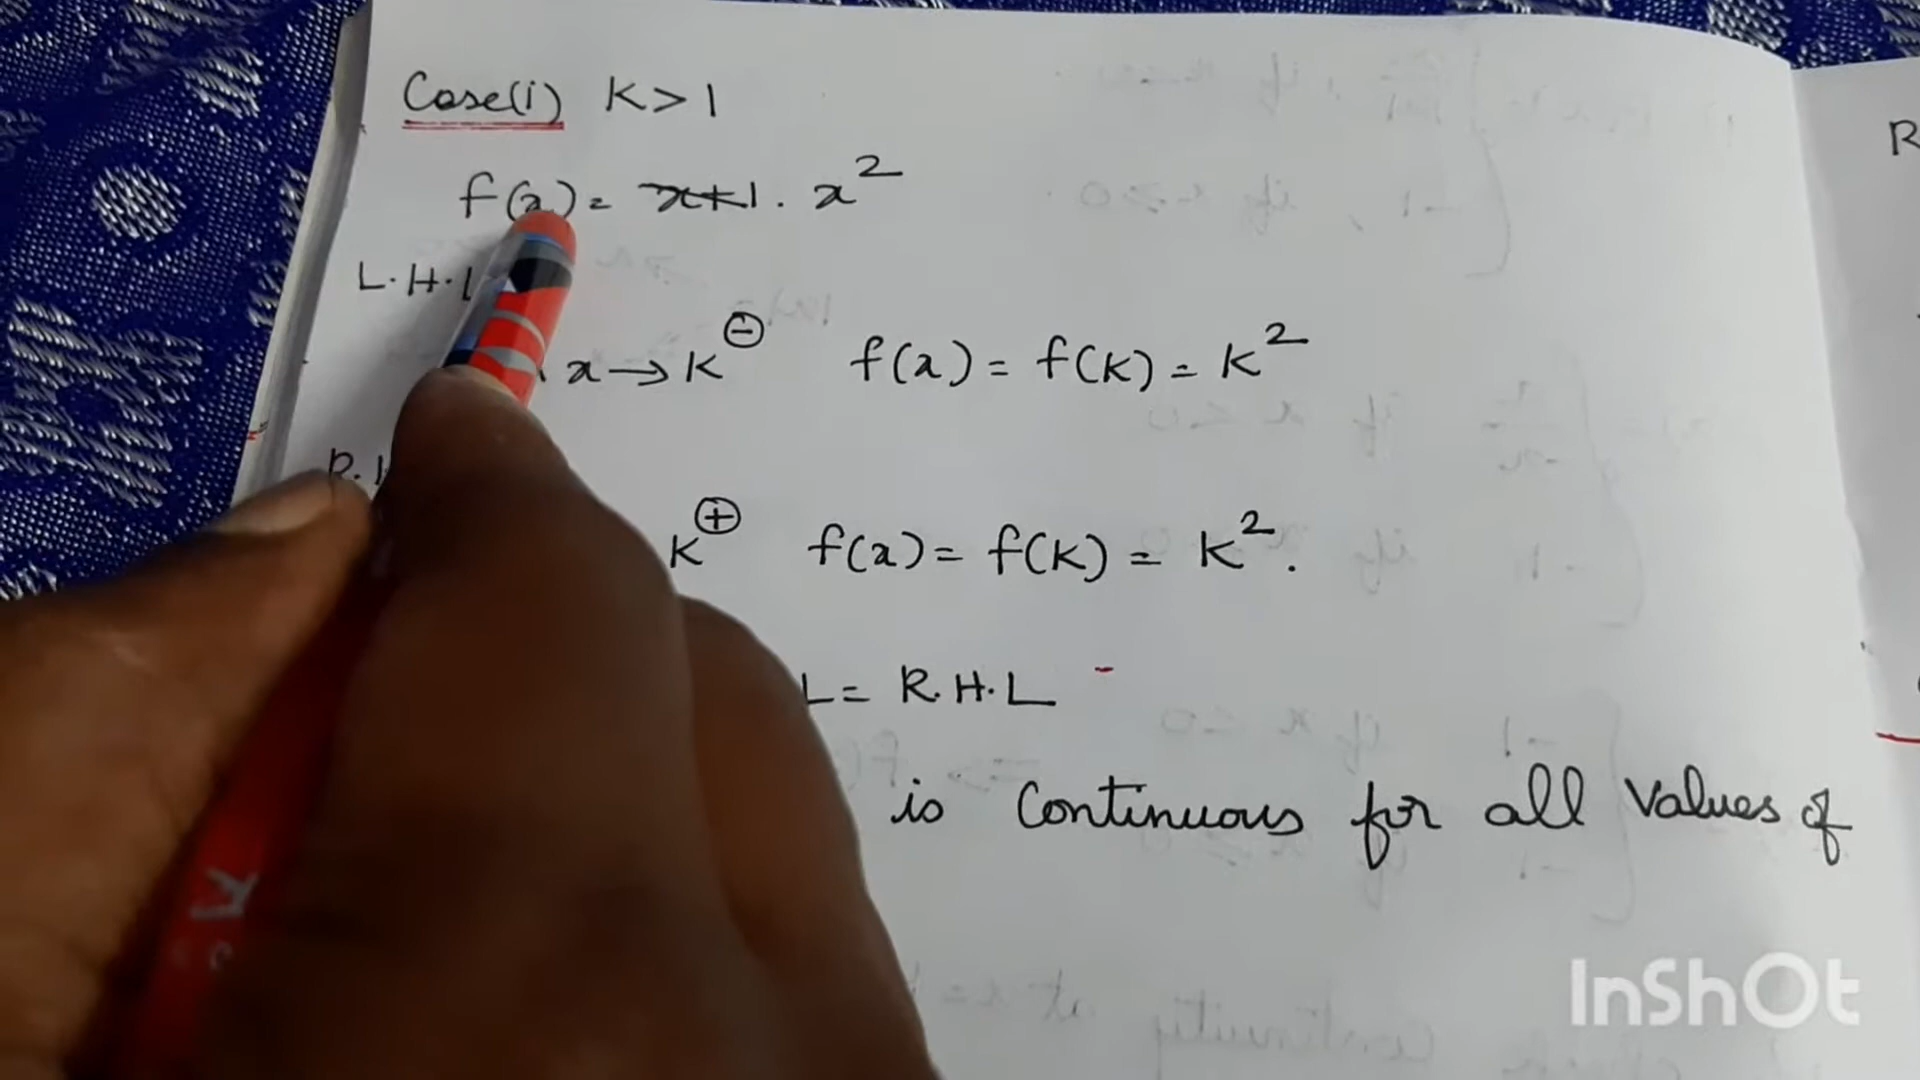 Case(i) K > 1
f(x) = x+1 . x²
L.H.L
x → K⊖ f(x) = f(K) = K²
K⊕ f(x) = f(K) = K².
L = R.H.L
is Continuous for all values of
R
InShOt